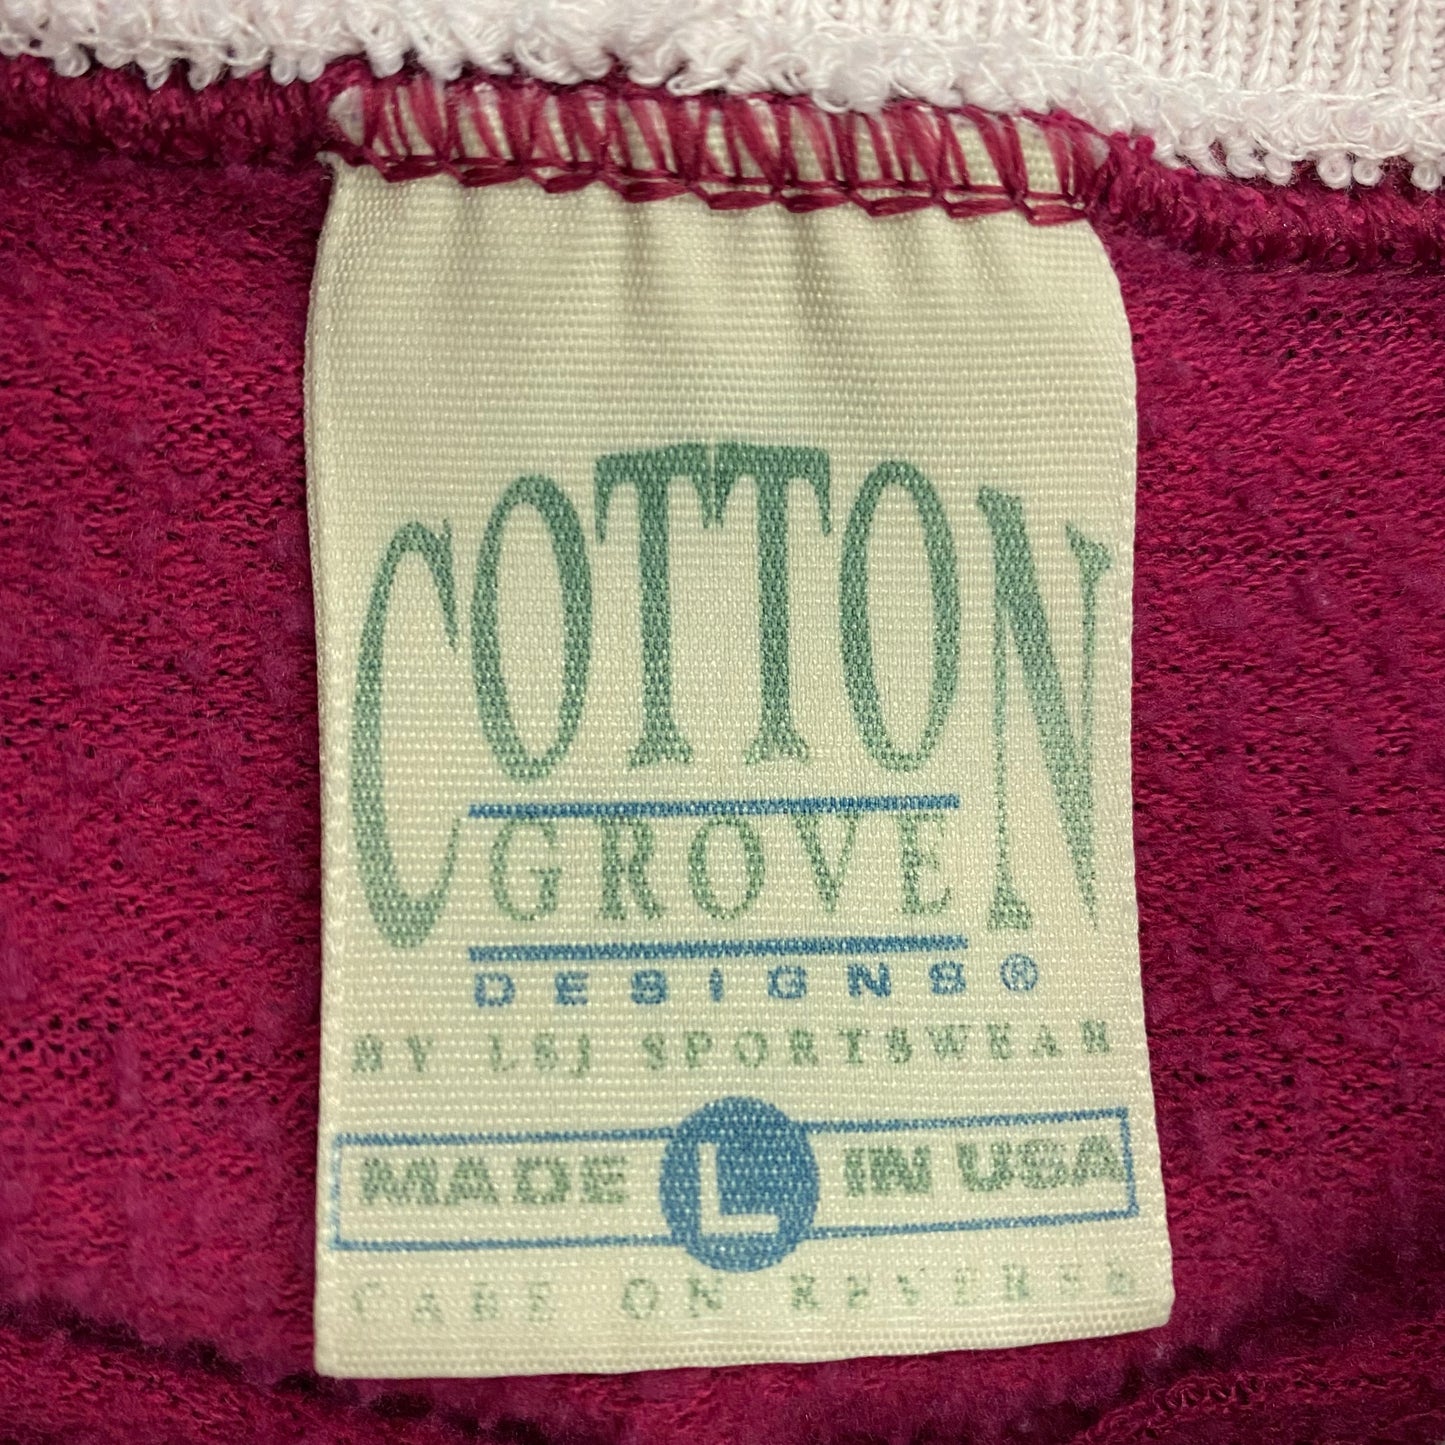 COTTON
GROVE
DESIGNS®
BY LSJ SPORTSWEAR
MADE L IN USA
CARE ON REVERSE